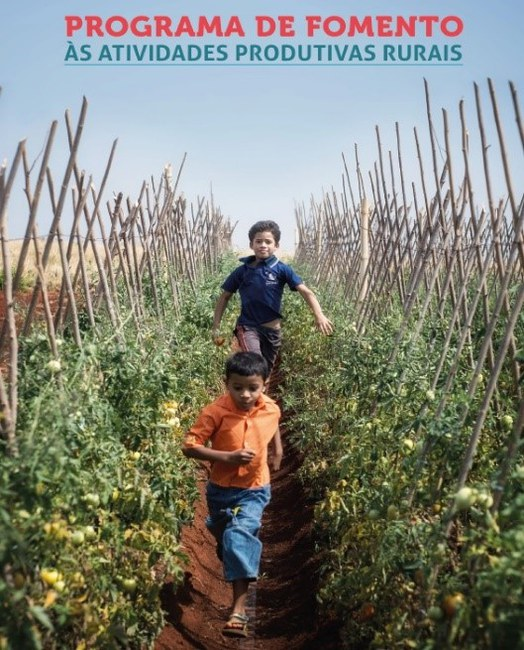 PROGRAMA DE FOMENTO
ÀS ATIVIDADES PRODUTIVAS RURAIS